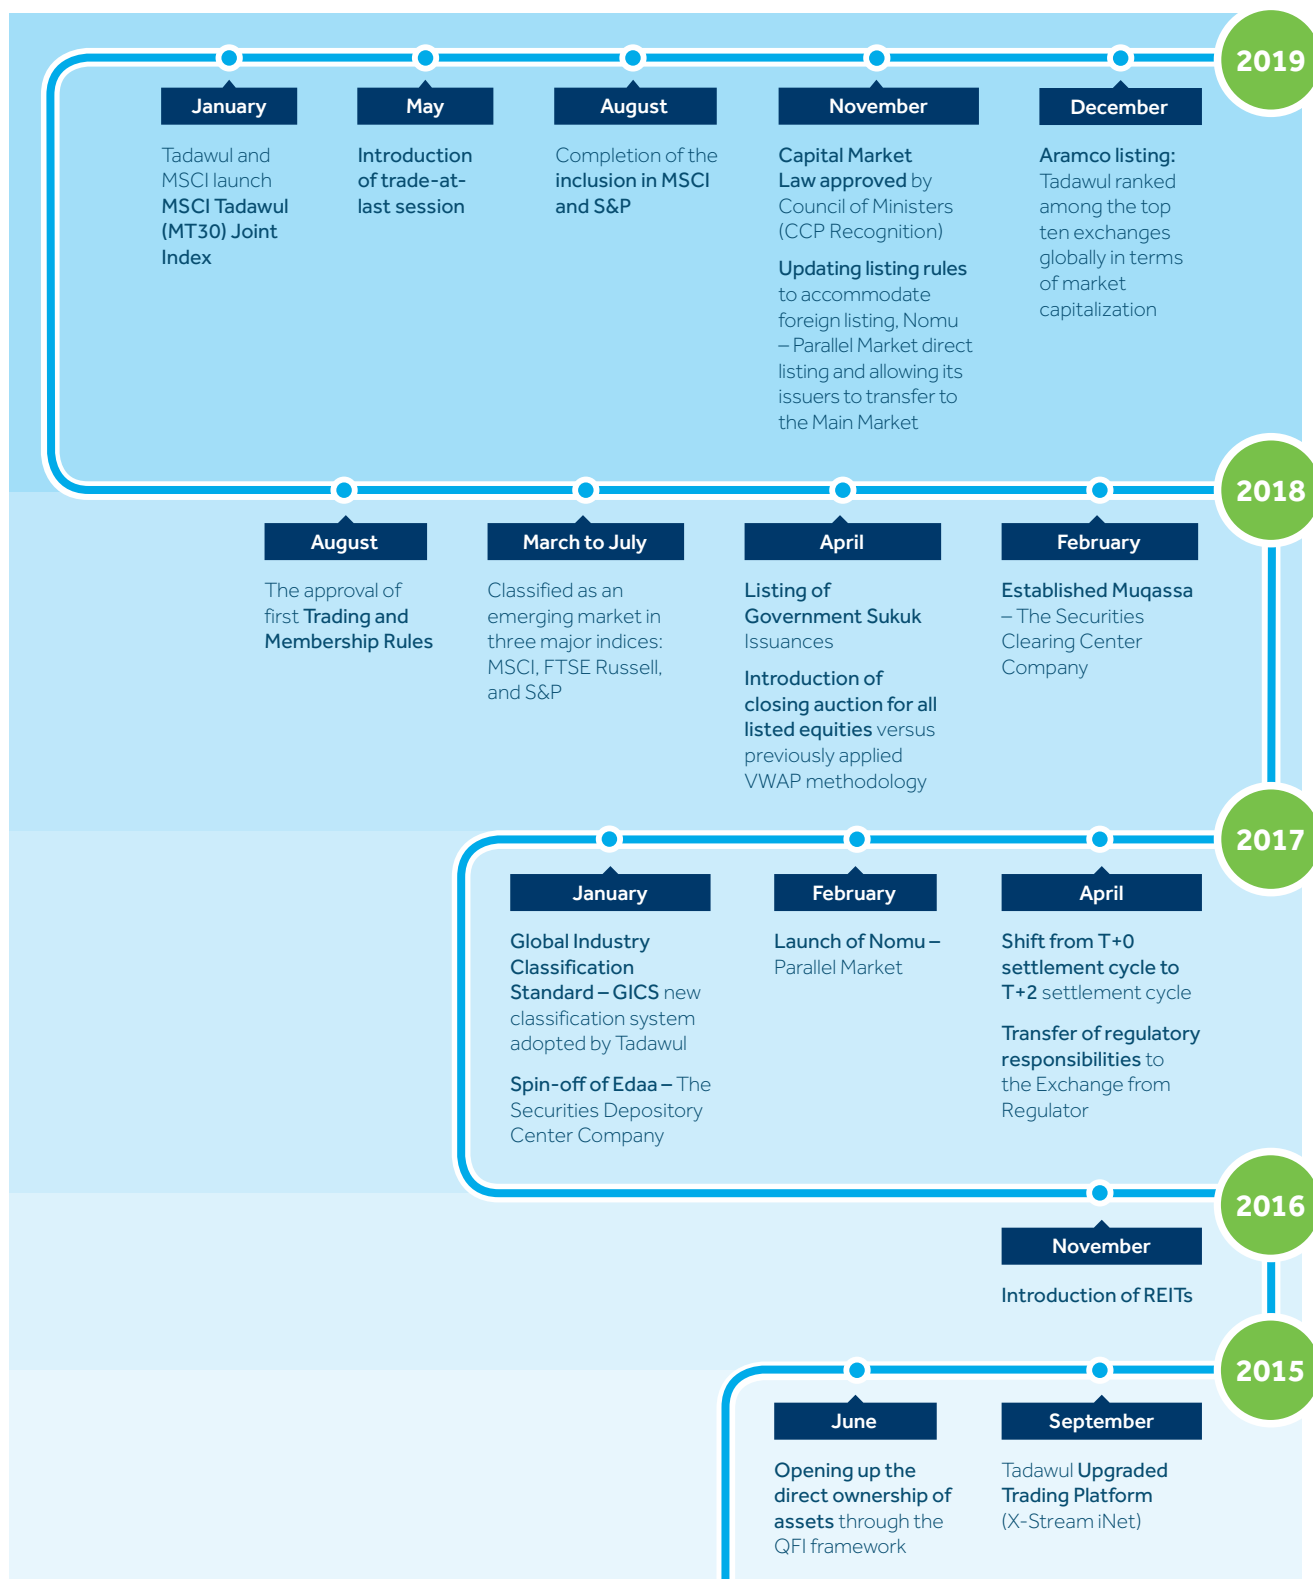 2019
January
Tadawul and
MSCI launch
MSCI Tadawul
(MT30) Joint
Index
May
Introduction
of trade-at-
last session
August
Completion of the
inclusion in MSCI
and S&P
November
Capital Market
Law approved by
Council of Ministers
(CCP Recognition)
Updating listing rules
to accommodate
foreign listing, Nomu
– Parallel Market direct
listing and allowing its
issuers to transfer to
the Main Market
December
Aramco listing:
Tadawul ranked
among the top
ten exchanges
globally in terms
of market
capitalization
2018
August
The approval of
first Trading and
Membership Rules
March to July
Classified as an
emerging market in
three major indices:
MSCI, FTSE Russell,
and S&P
April
Listing of
Government Sukuk
Issuances
Introduction of
closing auction for all
listed equities versus
previously applied
VWAP methodology
February
Established Muqassa
– The Securities
Clearing Center
Company
2017
January
Global Industry
Classification
Standard – GICS new
classification system
adopted by Tadawul
Spin-off of Edaa – The
Securities Depository
Center Company
February
Launch of Nomu –
Parallel Market
April
Shift from T+0
settlement cycle to
T+2 settlement cycle
Transfer of regulatory
responsibilities to
the Exchange from
Regulator
2016
November
Introduction of REITs
2015
June
Opening up the
direct ownership of
assets through the
QFI framework
September
Tadawul Upgraded
Trading Platform
(X-Stream iNet)